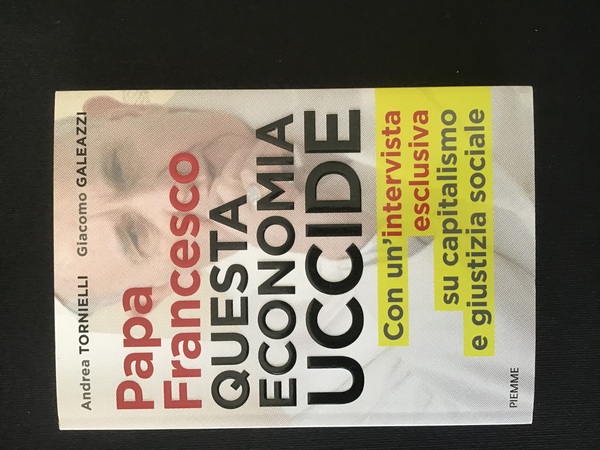 Andrea TORNIELLI Giacomo GALEAZZI
Papa
Francesco
QUESTA
ECONOMIA
UCCIDE
Con un'intervista
esclusiva
su capitalismo
e giustizia sociale
PIEMME